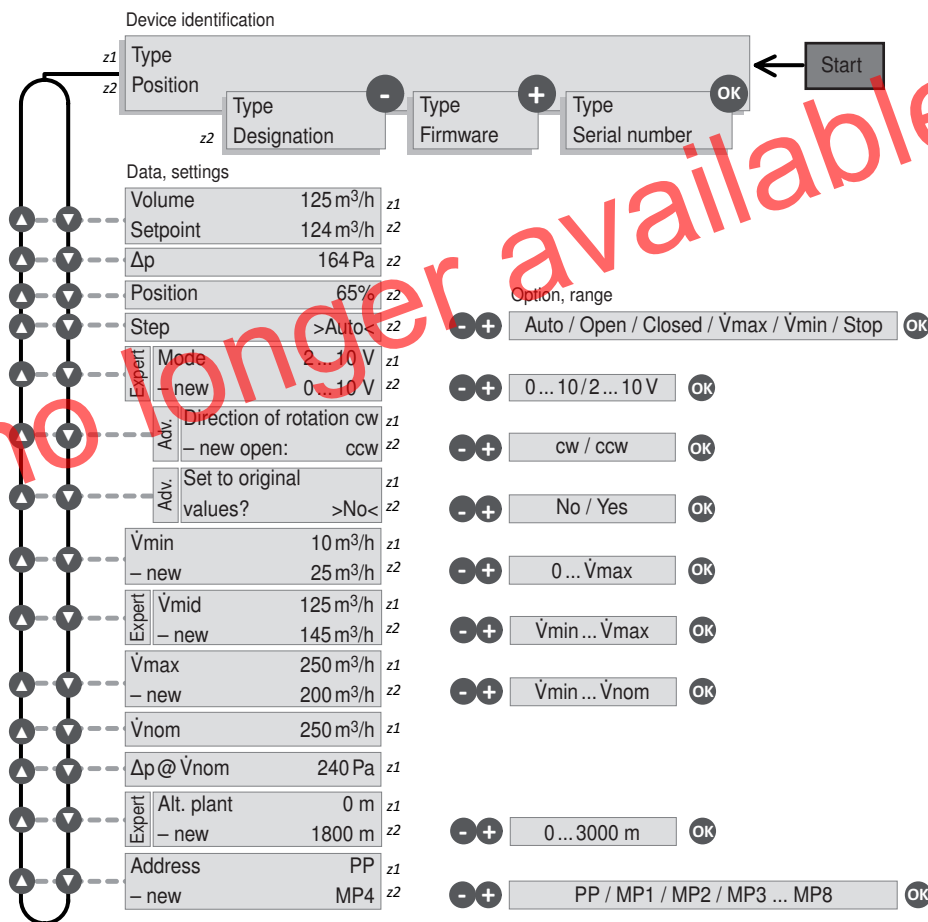 Device identification
z1 Type
z2 Position
Start
- + OK
Type Type Type
z2 Designation Firmware Serial number
Data, settings
Volume 125 m³/h z1
Setpoint 124 m³/h z2
Δp 164 Pa z2
Position 65% z2
Option, range
Step >Auto< z2 - + Auto / Open / Closed / V̇max / V̇min / Stop OK
Expert
Mode 2 ... 10 V z1
– new 0 ... 10 V z2
- + 0 ... 10 / 2 ... 10 V OK
Adv.
Direction of rotation cw z1
– new open: ccw z2
- + cw / ccw OK
Adv.
Set to original z1
values? >No< z2
- + No / Yes OK
V̇min 10 m³/h z1
– new 25 m³/h z2
- + 0 ... V̇max OK
Expert
V̇mid 125 m³/h z1
– new 145 m³/h z2
- + V̇min ... V̇max OK
V̇max 250 m³/h z1
– new 200 m³/h z2
- + V̇min ... V̇nom OK
V̇nom 250 m³/h z1
Δp @ V̇nom 240 Pa z1
Expert
Alt. plant 0 m z1
– new 1800 m z2
- + 0 ... 3000 m OK
Address PP z1
– new MP4 z2
- + PP / MP1 / MP2 / MP3 ... MP8 OK
no longer available